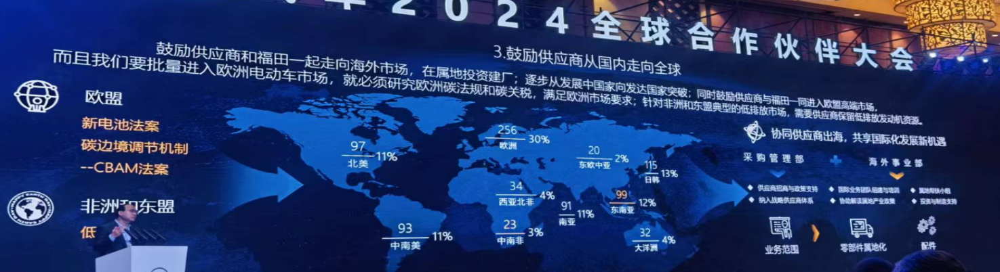 2024全球合作伙伴大会
3.鼓励供应商从国内走向全球
鼓励供应商和福田一起走向海外市场，在属地投资建厂；逐步从发展中国家向发达国家突破；同时鼓励供应商与福田一同进入欧盟高端市场，
而且我们要批量进入欧洲电动车市场，就必须研究欧洲碳法规和碳关税，满足欧洲市场要求；针对非洲和东盟典型的低排放市场，需要供应商保留低排放发动机资源。
欧盟
新电池法案
碳边境调节机制
--CBAM法案
非洲和东盟
低
97
北美
11%
256
欧洲
30%
20
东欧中亚
2%
115
日韩
13%
34
西亚北非
4%
99
东南亚
12%
91
南亚
11%
93
中南美
11%
23
中南非
3%
32
大洋洲
4%
协同供应商出海，共享国际化发展新机遇
采购管理部
海外事业部
供应商招商与政策支持
国际业务团队组建与培训
属地帮扶小组
纳入战略供应商体系
协助解读属地产业政策
投资与制造支持
业务范围
零部件属地化
配件